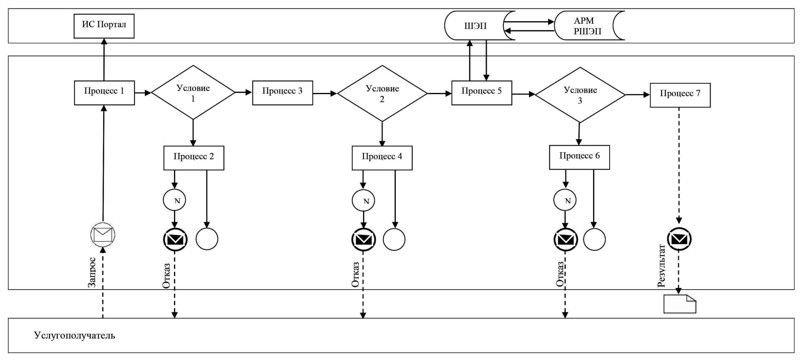 ИС Портал
ШЭП
АРМ
РШЭП
Процесс 1
Условие
1
Процесс 3
Условие
2
Процесс 5
Условие
3
Процесс 7
Процесс 2
Процесс 4
Процесс 6
N
N
N
Запрос
Отказ
Отказ
Отказ
Результат
Услугополучатель